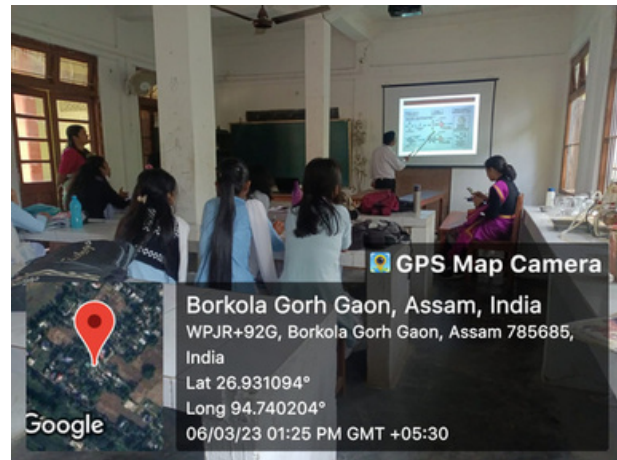 GPS Map Camera
Borkola Gorh Gaon, Assam, India
WPJR+92G, Borkola Gorh Gaon, Assam 785685,
India
Lat 26.931094°
Long 94.740204°
06/03/23 01:25 PM GMT +05:30
Google